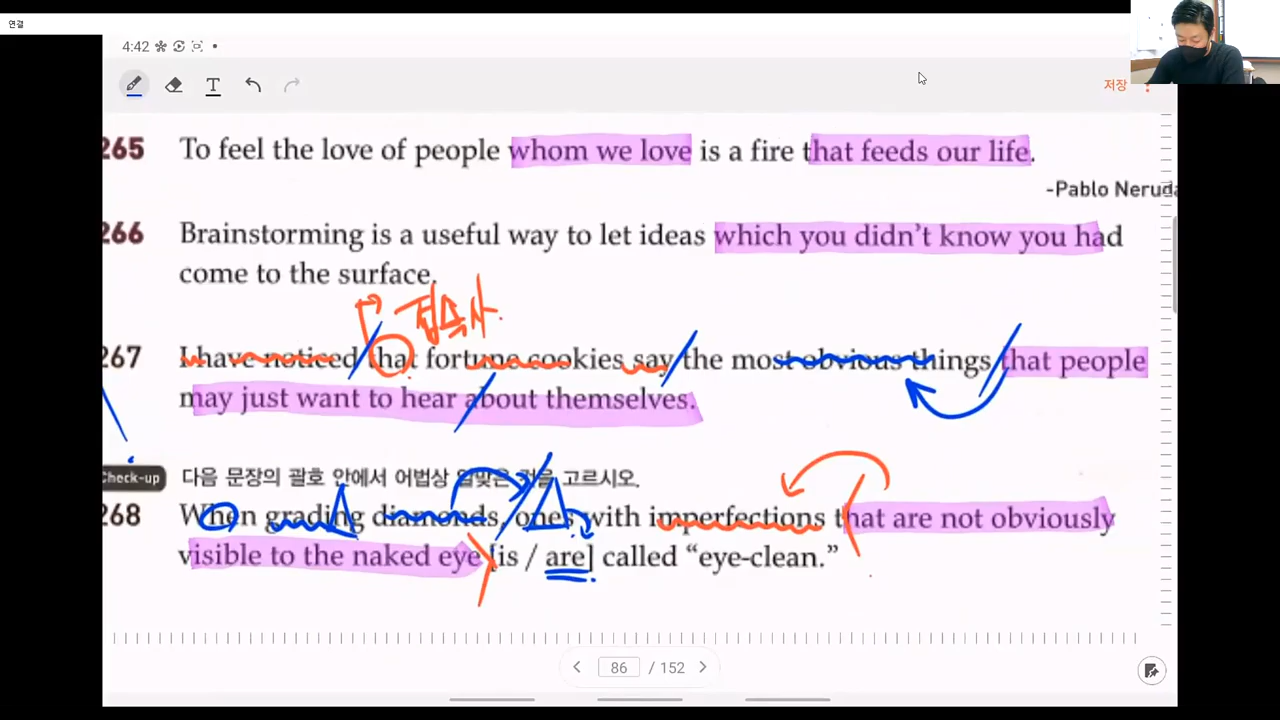 연결
4:42
T
저장
265 To feel the love of people whom we love is a fire that feeds our life.
-Pablo Neruda
266 Brainstorming is a useful way to let ideas which you didn't know you had
come to the surface.
접속사
267 I have noticed that fortune cookies say the most obvious things that people
may just want to hear about themselves.
Check-up 다음 문장의 괄호 안에서 어법상 알맞은 것을 고르시오.
268 When grading diamonds, ones with imperfections that are not obviously
visible to the naked eye [is / are] called “eye-clean.”
86 / 152